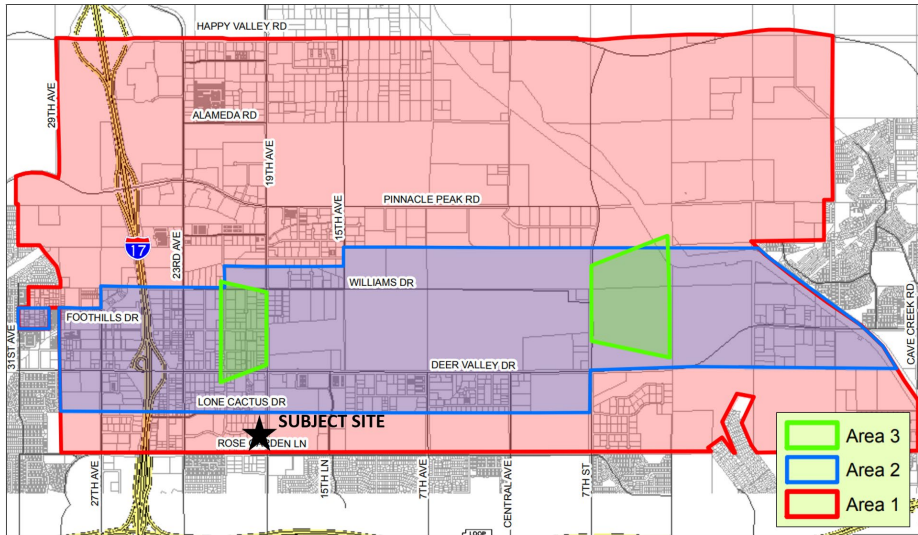 HAPPY VALLEY RD
29TH AVE
ALAMEDA RD
19TH AVE
PINNACLE PEAK RD
15TH AVE
17
23RD AVE
WILLIAMS DR
FOOTHILLS DR
31ST AVE
CAVE CREEK RD
DEER VALLEY DR
LONE CACTUS DR
SUBJECT SITE
ROSE GARDEN LN
27TH AVE
15TH LN
7TH AVE
CENTRAL AVE
7TH ST
LOOP
Area 3
Area 2
Area 1